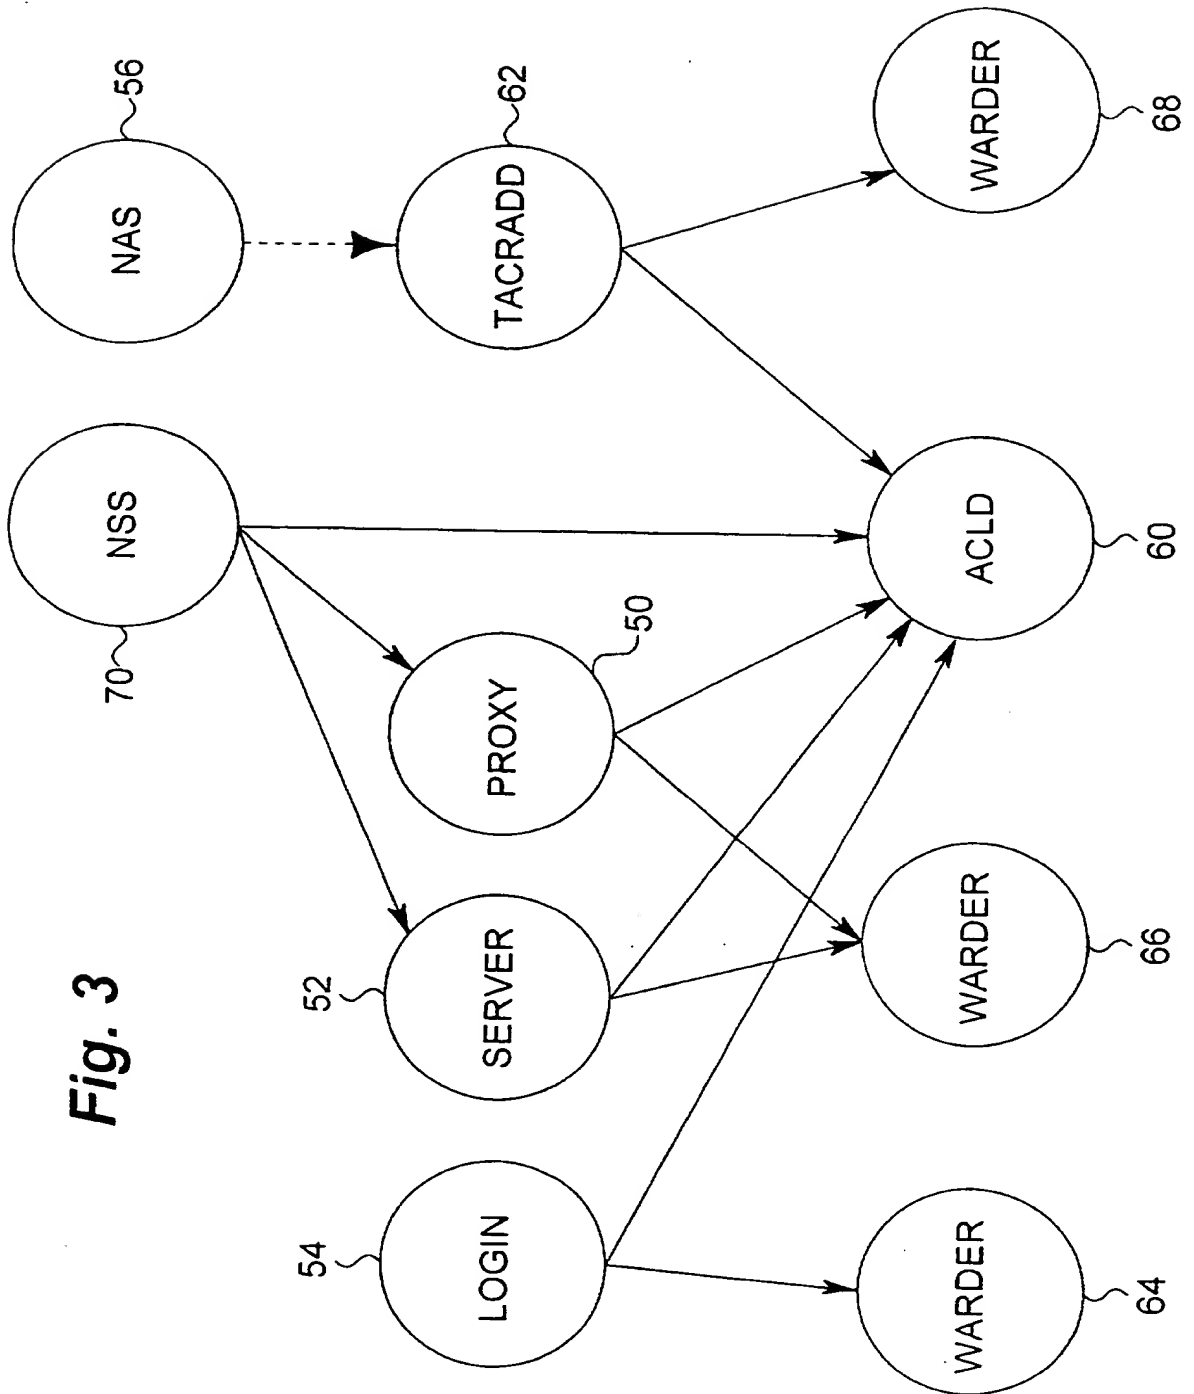 Fig. 3
70
NSS
NAS
56
54
LOGIN
52
SERVER
PROXY
50
TACRADD
62
WARDER
64
WARDER
66
ACLD
60
WARDER
68